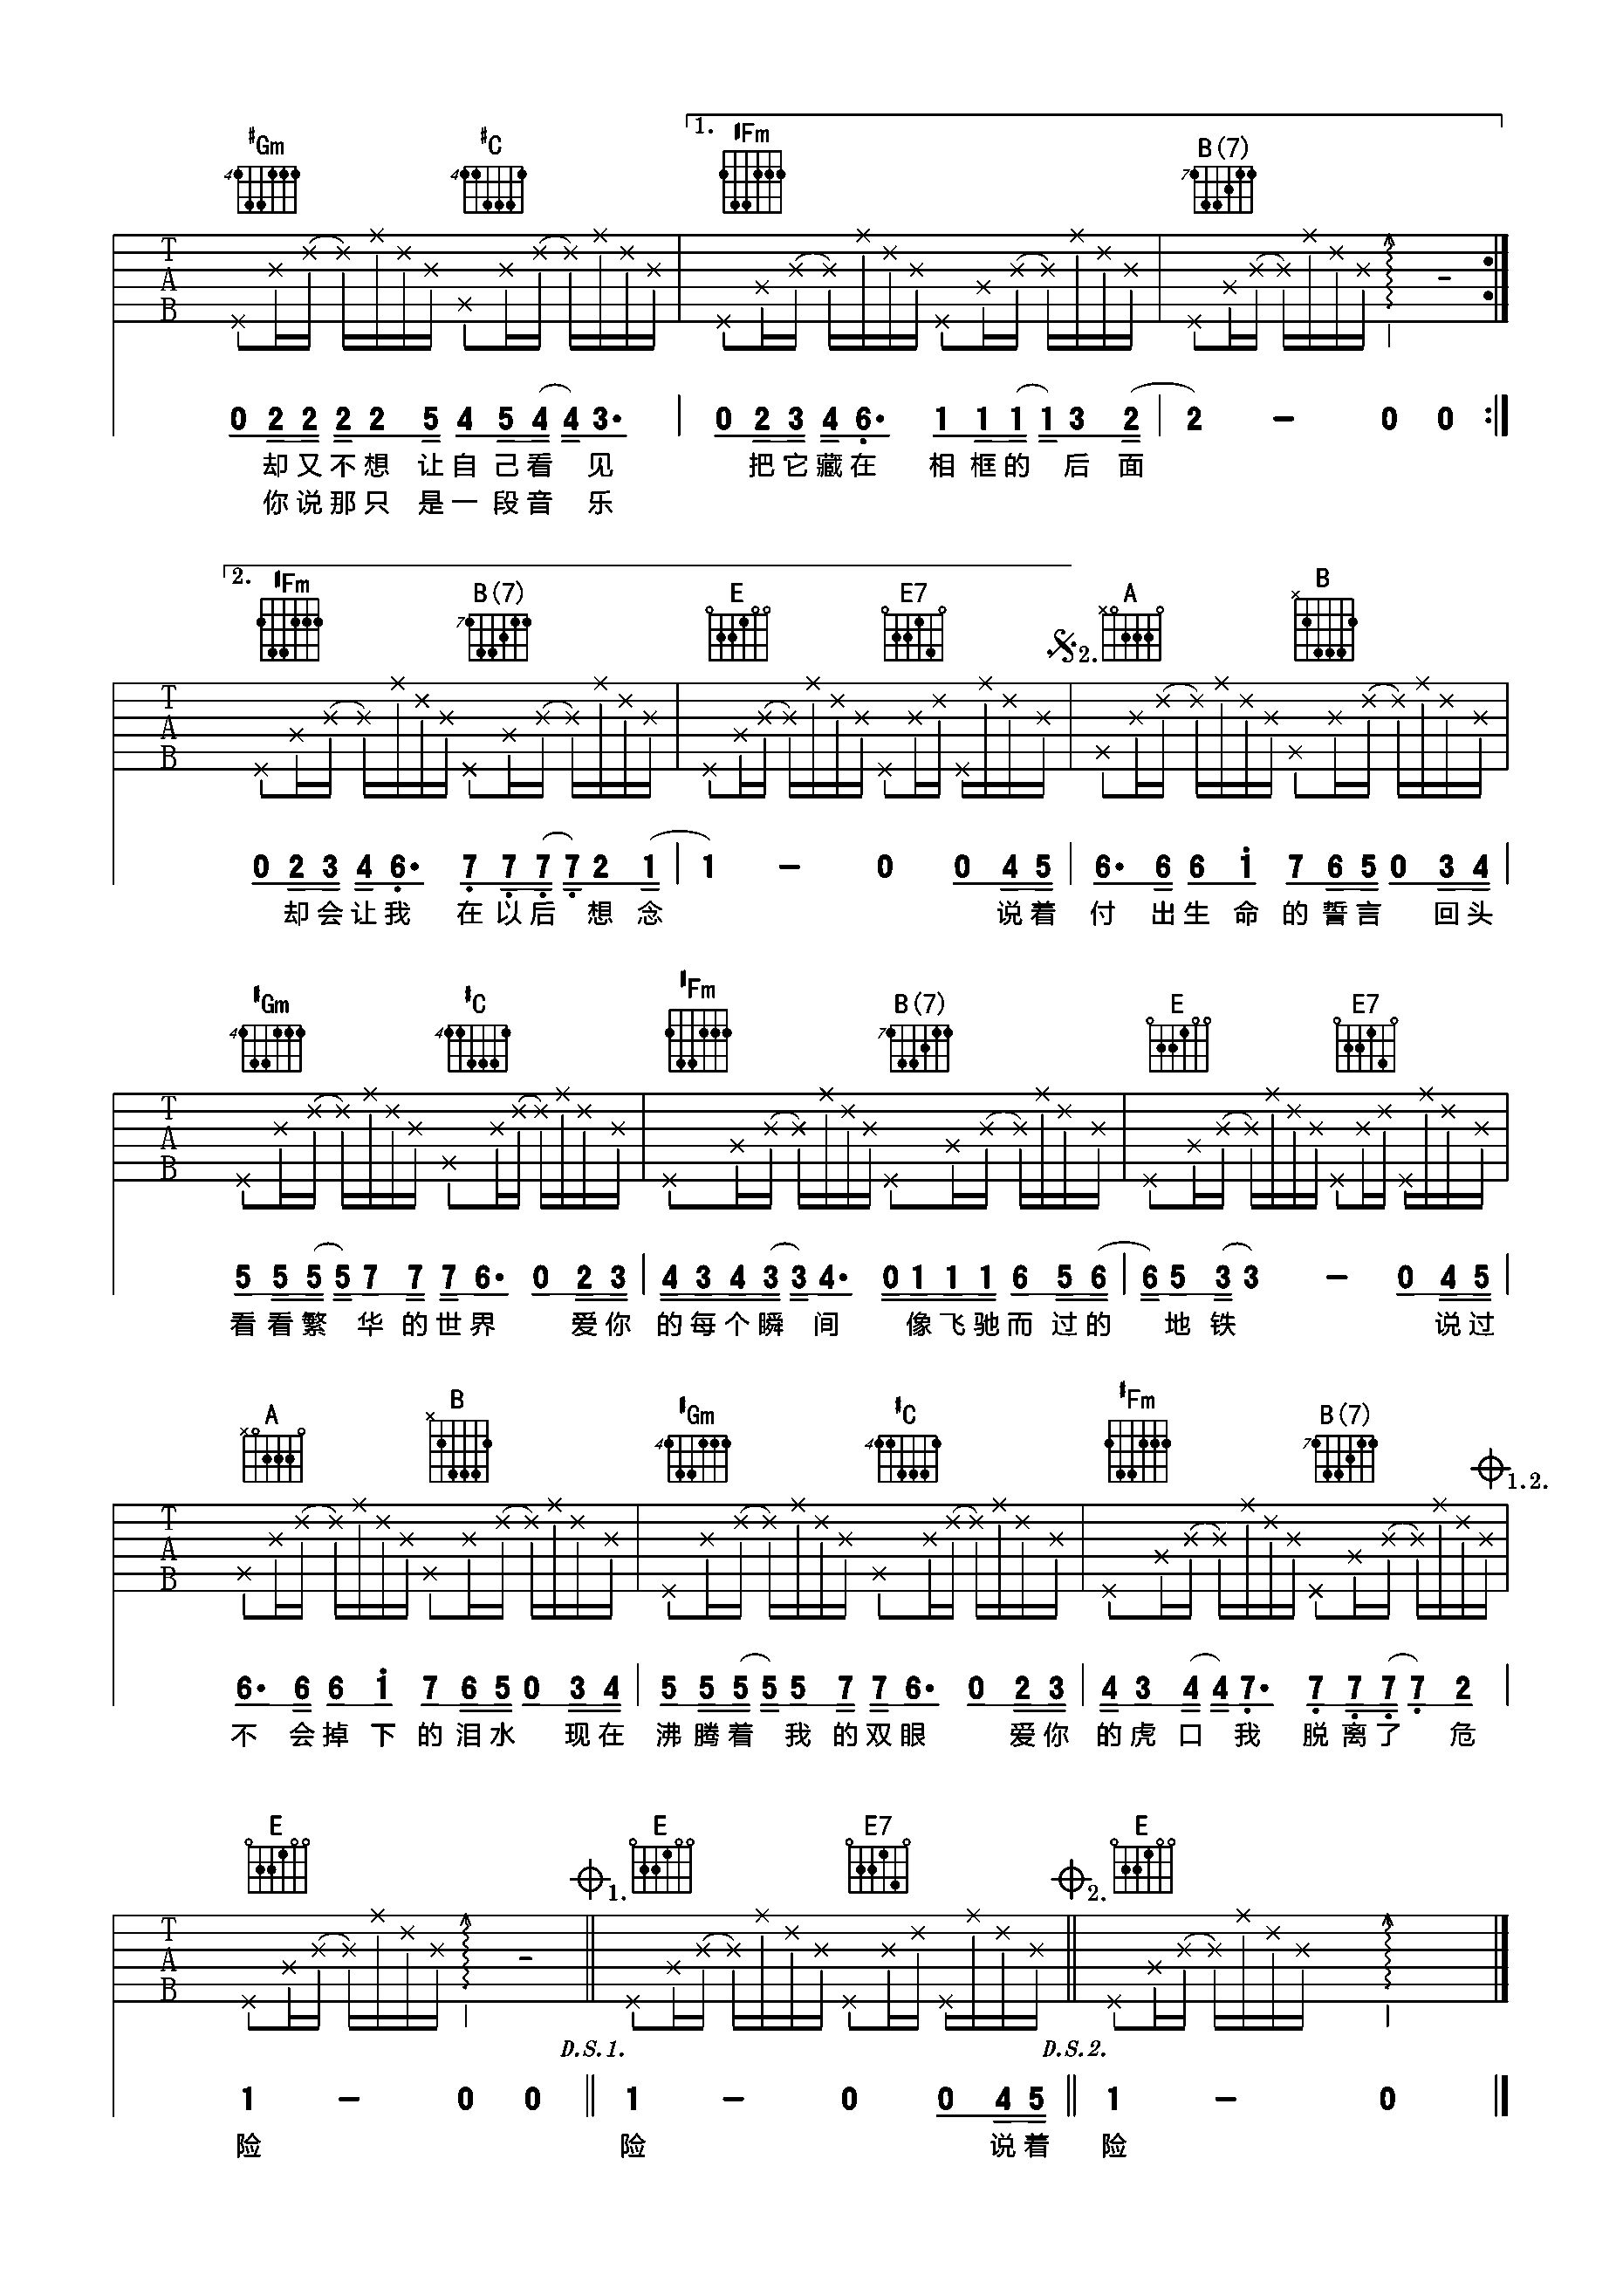 1.
#Gm #C #Fm B(7)
4 4 7
T
A
B
0 2 2 2 2 5 4 5 4 4 3· | 0 2 3 4 6· 1 1 1 1 3 2 | 2 - 0 0 :‖
却又不想 让自己看 见 把它藏在 相框的 后 面
你说那只 是一段音 乐
2.
#Fm B(7) E E7 A B
7 2.
T
A
B
0 2 3 4 6· 7 7 7 7 2 1 | 1 - 0 0 4 5 | 6· 6 6 1 7 6 5 0 3 4 |
却会让我 在以后 想 念 说着 付 出生 命 的誓言 回头
#Gm #C #Fm B(7) E E7
4 4 7
T
A
B
5 5 5 5 7 7 7 6· 0 2 3 | 4 3 4 3 3 4· 0 1 1 1 6 5 6 | 6 5 3 3 - 0 4 5 |
看看繁 华的世界 爱你 的每个瞬 间 像飞驰而过的 地铁 说过
A B #Gm #C #Fm B(7)
4 4 7 1.2.
T
A
B
6· 6 6 1 7 6 5 0 3 4 | 5 5 5 5 5 7 7 6· 0 2 3 | 4 3 4 4 7· 7 7 7 7 2 |
不 会掉 下 的泪水 现在 沸腾着 我的双眼 爱你 的虎口 我 脱离了 危
E E E7 E
1. 2.
T
A
B
D.S.1. D.S.2.
1 - 0 0 ‖ 1 - 0 0 4 5 ‖ 1 - 0 ‖
险 险 说着 险